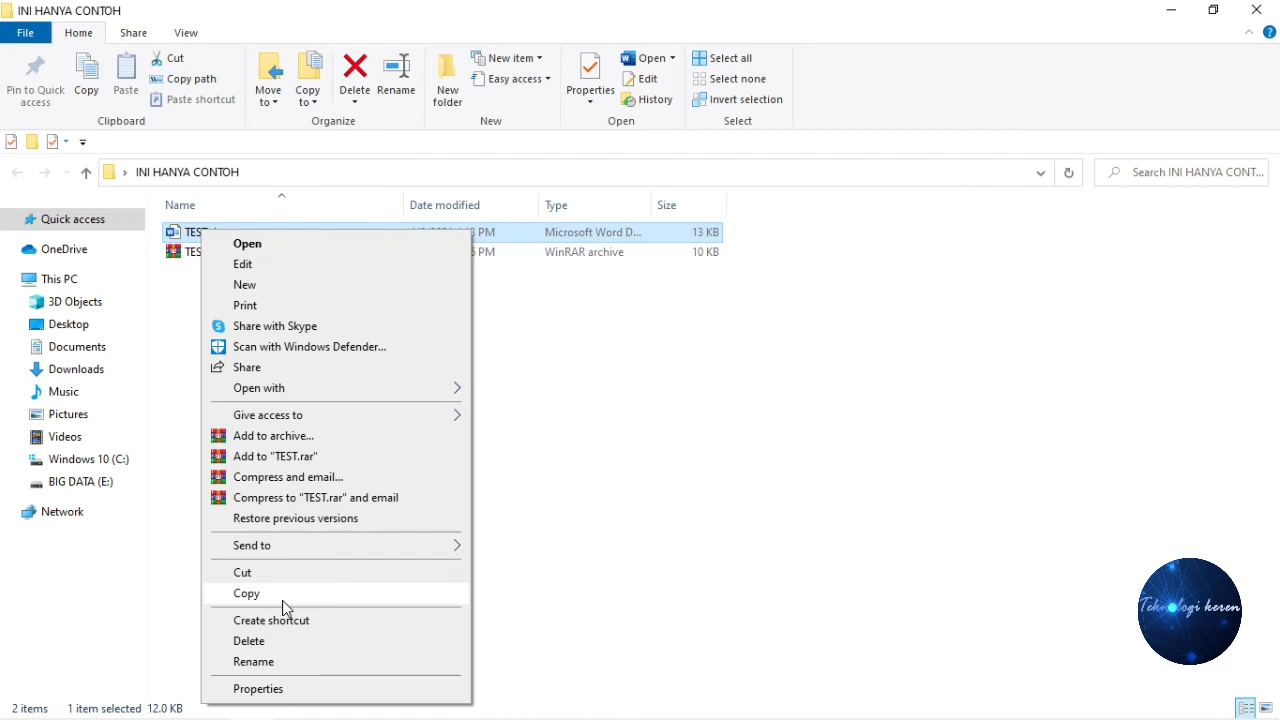 INI HANYA CONTOH
File Home Share View
Pin to Quick access
Copy
Paste
Cut
Copy path
Paste shortcut
Clipboard
Move to
Copy to
Delete
Rename
Organize
New folder
New item
Easy access
New
Properties
Open
Edit
History
Open
Select all
Select none
Invert selection
Select
INI HANYA CONTOH
Search INI HANYA CONT...
Name Date modified Type Size
PM Microsoft Word D... 13 KB
PM WinRAR archive 10 KB
Quick access
OneDrive
This PC
3D Objects
Desktop
Documents
Downloads
Music
Pictures
Videos
Windows 10 (C:)
BIG DATA (E:)
Network
Open
Edit
New
Print
Share with Skype
Scan with Windows Defender...
Share
Open with
Give access to
Add to archive...
Add to "TEST.rar"
Compress and email...
Compress to "TEST.rar" and email
Restore previous versions
Send to
Cut
Copy
Create shortcut
Delete
Rename
Properties
Teknologi keren
2 items 1 item selected 12.0 KB